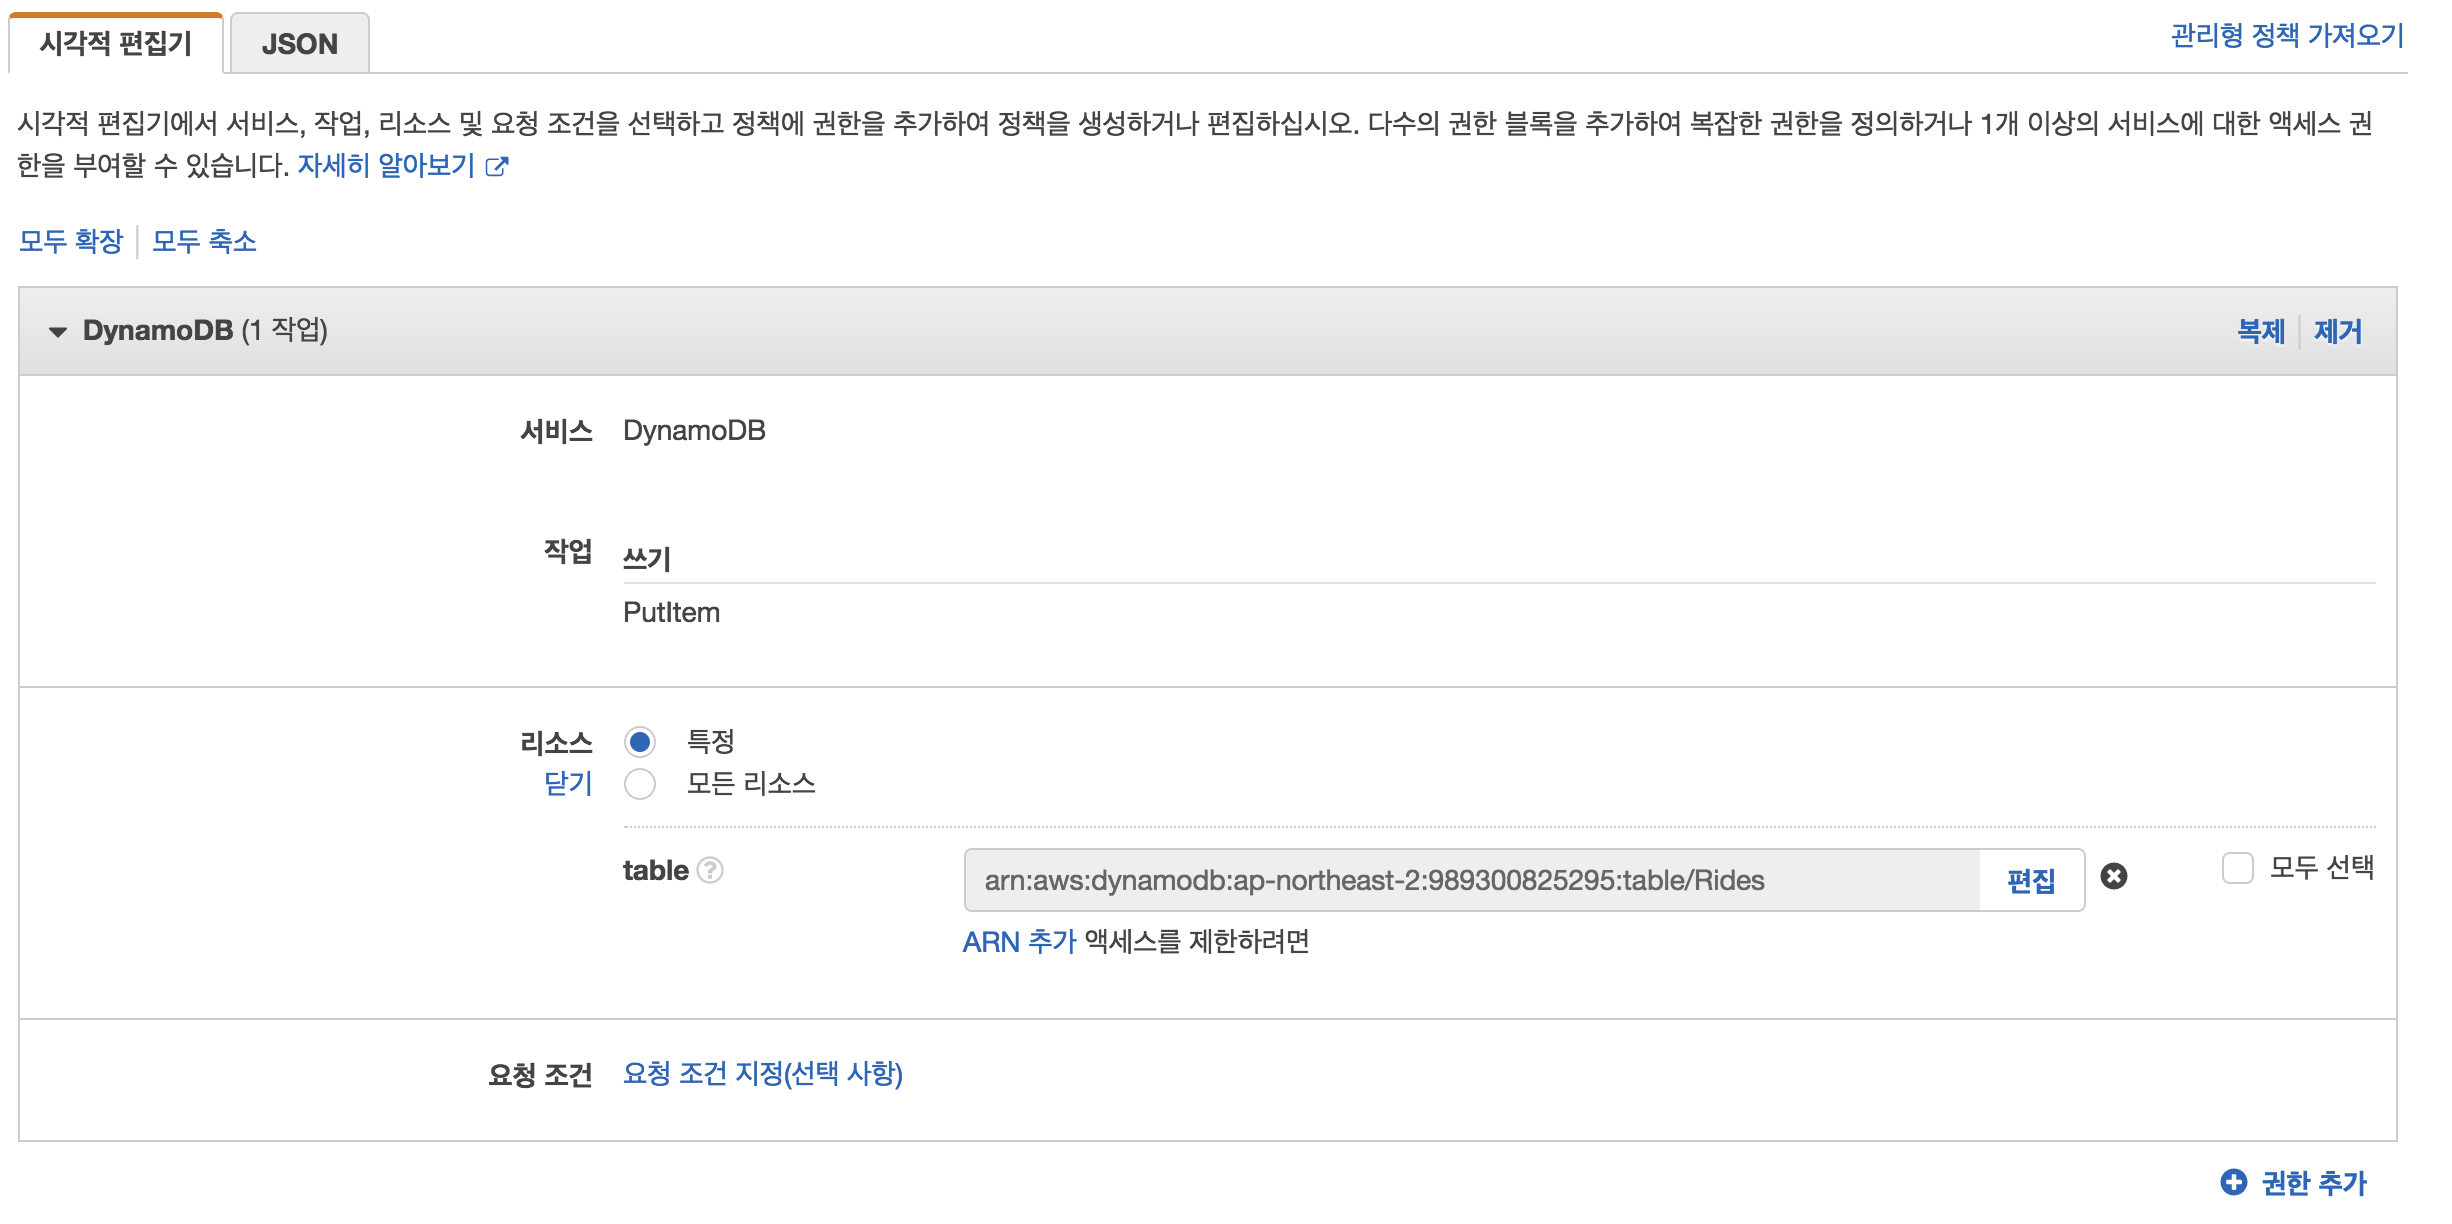 시각적 편집기 JSON 관리형 정책 가져오기
시각적 편집기에서 서비스, 작업, 리소스 및 요청 조건을 선택하고 정책에 권한을 추가하여 정책을 생성하거나 편집하십시오. 다수의 권한 블록을 추가하여 복잡한 권한을 정의하거나 1개 이상의 서비스에 대한 액세스 권
한을 부여할 수 있습니다. 자세히 알아보기
모두 확장 모두 축소
DynamoDB (1 작업) 복제 제거
서비스 DynamoDB
작업 쓰기
PutItem
리소스 특정
닫기 모든 리소스
table ? arn:aws:dynamodb:ap-northeast-2:989300825295:table/Rides 편집 모두 선택
ARN 추가 액세스를 제한하려면
요청 조건 요청 조건 지정(선택 사항)
권한 추가